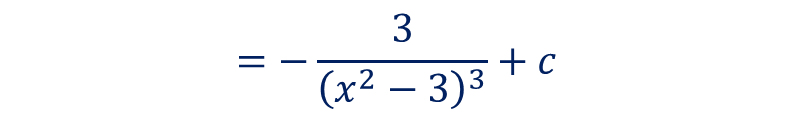 = − 3/(x² − 3)³ + c